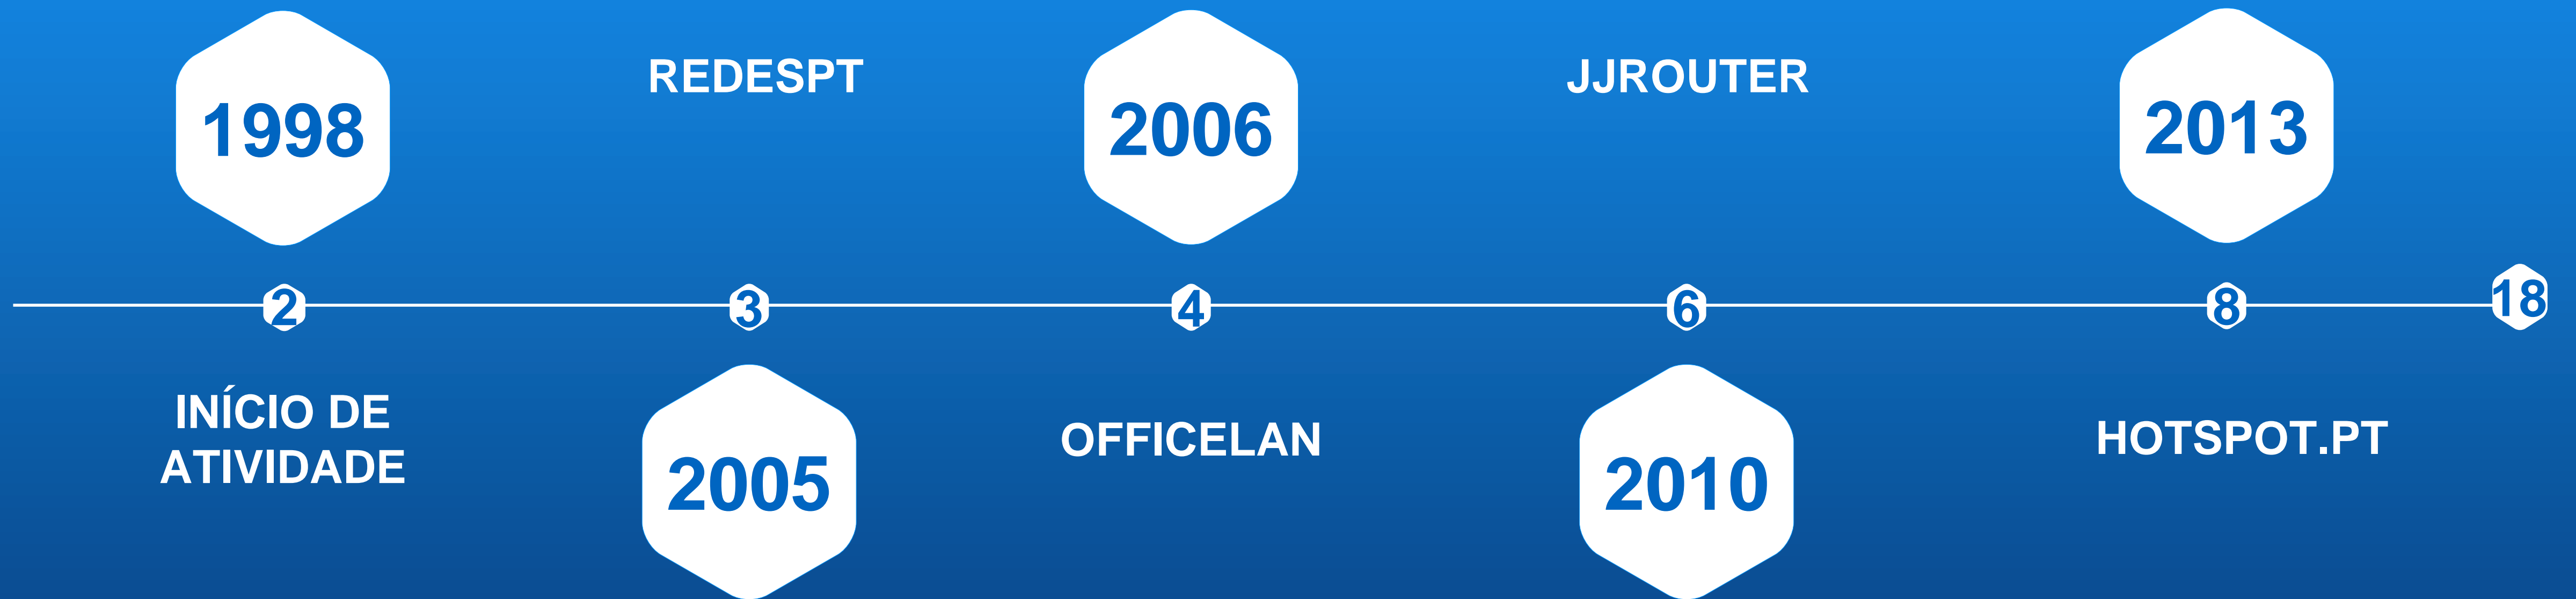 1998
REDESPT
2006
JJROUTER
2013
2
3
4
6
8
18
INÍCIO DE
ATIVIDADE
2005
OFFICELAN
2010
HOTSPOT.PT